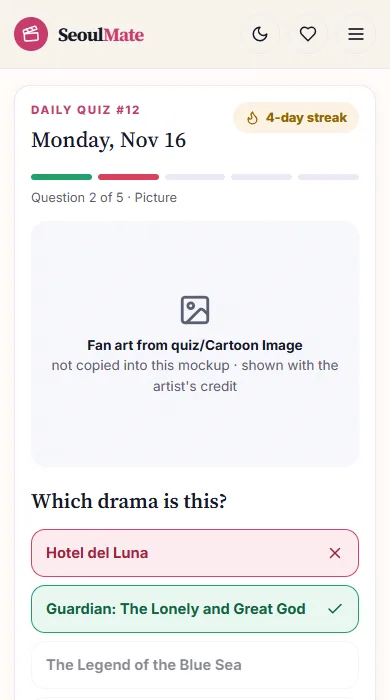 SeoulMate
DAILY QUIZ #12
4-day streak
Monday, Nov 16
Question 2 of 5 · Picture
Fan art from quiz/Cartoon Image
not copied into this mockup · shown with the
artist's credit
Which drama is this?
Hotel del Luna
Guardian: The Lonely and Great God
The Legend of the Blue Sea